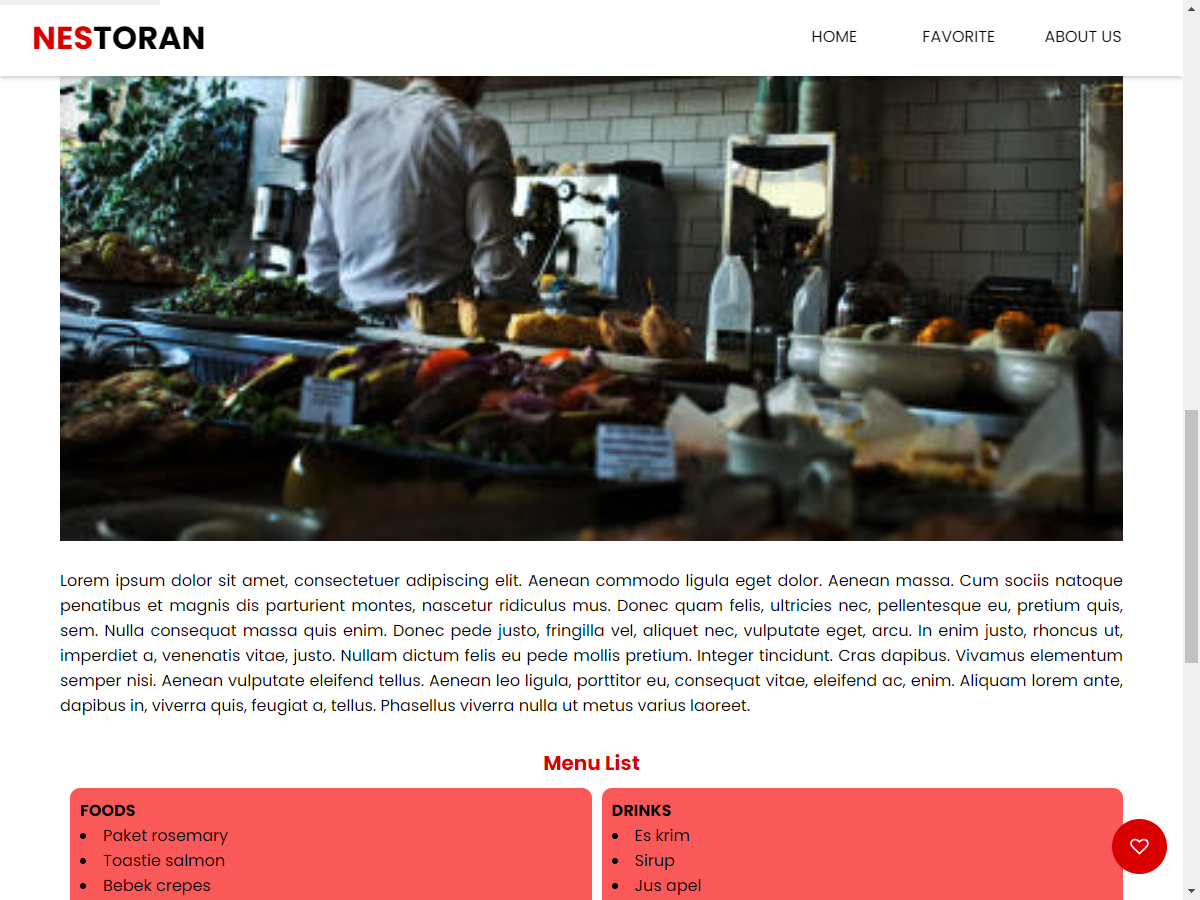 NESTORAN
HOME
FAVORITE
ABOUT US
Lorem ipsum dolor sit amet, consectetuer adipiscing elit. Aenean commodo ligula eget dolor. Aenean massa. Cum sociis natoque
penatibus et magnis dis parturient montes, nascetur ridiculus mus. Donec quam felis, ultricies nec, pellentesque eu, pretium quis,
sem. Nulla consequat massa quis enim. Donec pede justo, fringilla vel, aliquet nec, vulputate eget, arcu. In enim justo, rhoncus ut,
imperdiet a, venenatis vitae, justo. Nullam dictum felis eu pede mollis pretium. Integer tincidunt. Cras dapibus. Vivamus elementum
semper nisi. Aenean vulputate eleifend tellus. Aenean leo ligula, porttitor eu, consequat vitae, eleifend ac, enim. Aliquam lorem ante,
dapibus in, viverra quis, feugiat a, tellus. Phasellus viverra nulla ut metus varius laoreet.
Menu List
FOODS
Paket rosemary
Toastie salmon
Bebek crepes
DRINKS
Es krim
Sirup
Jus apel